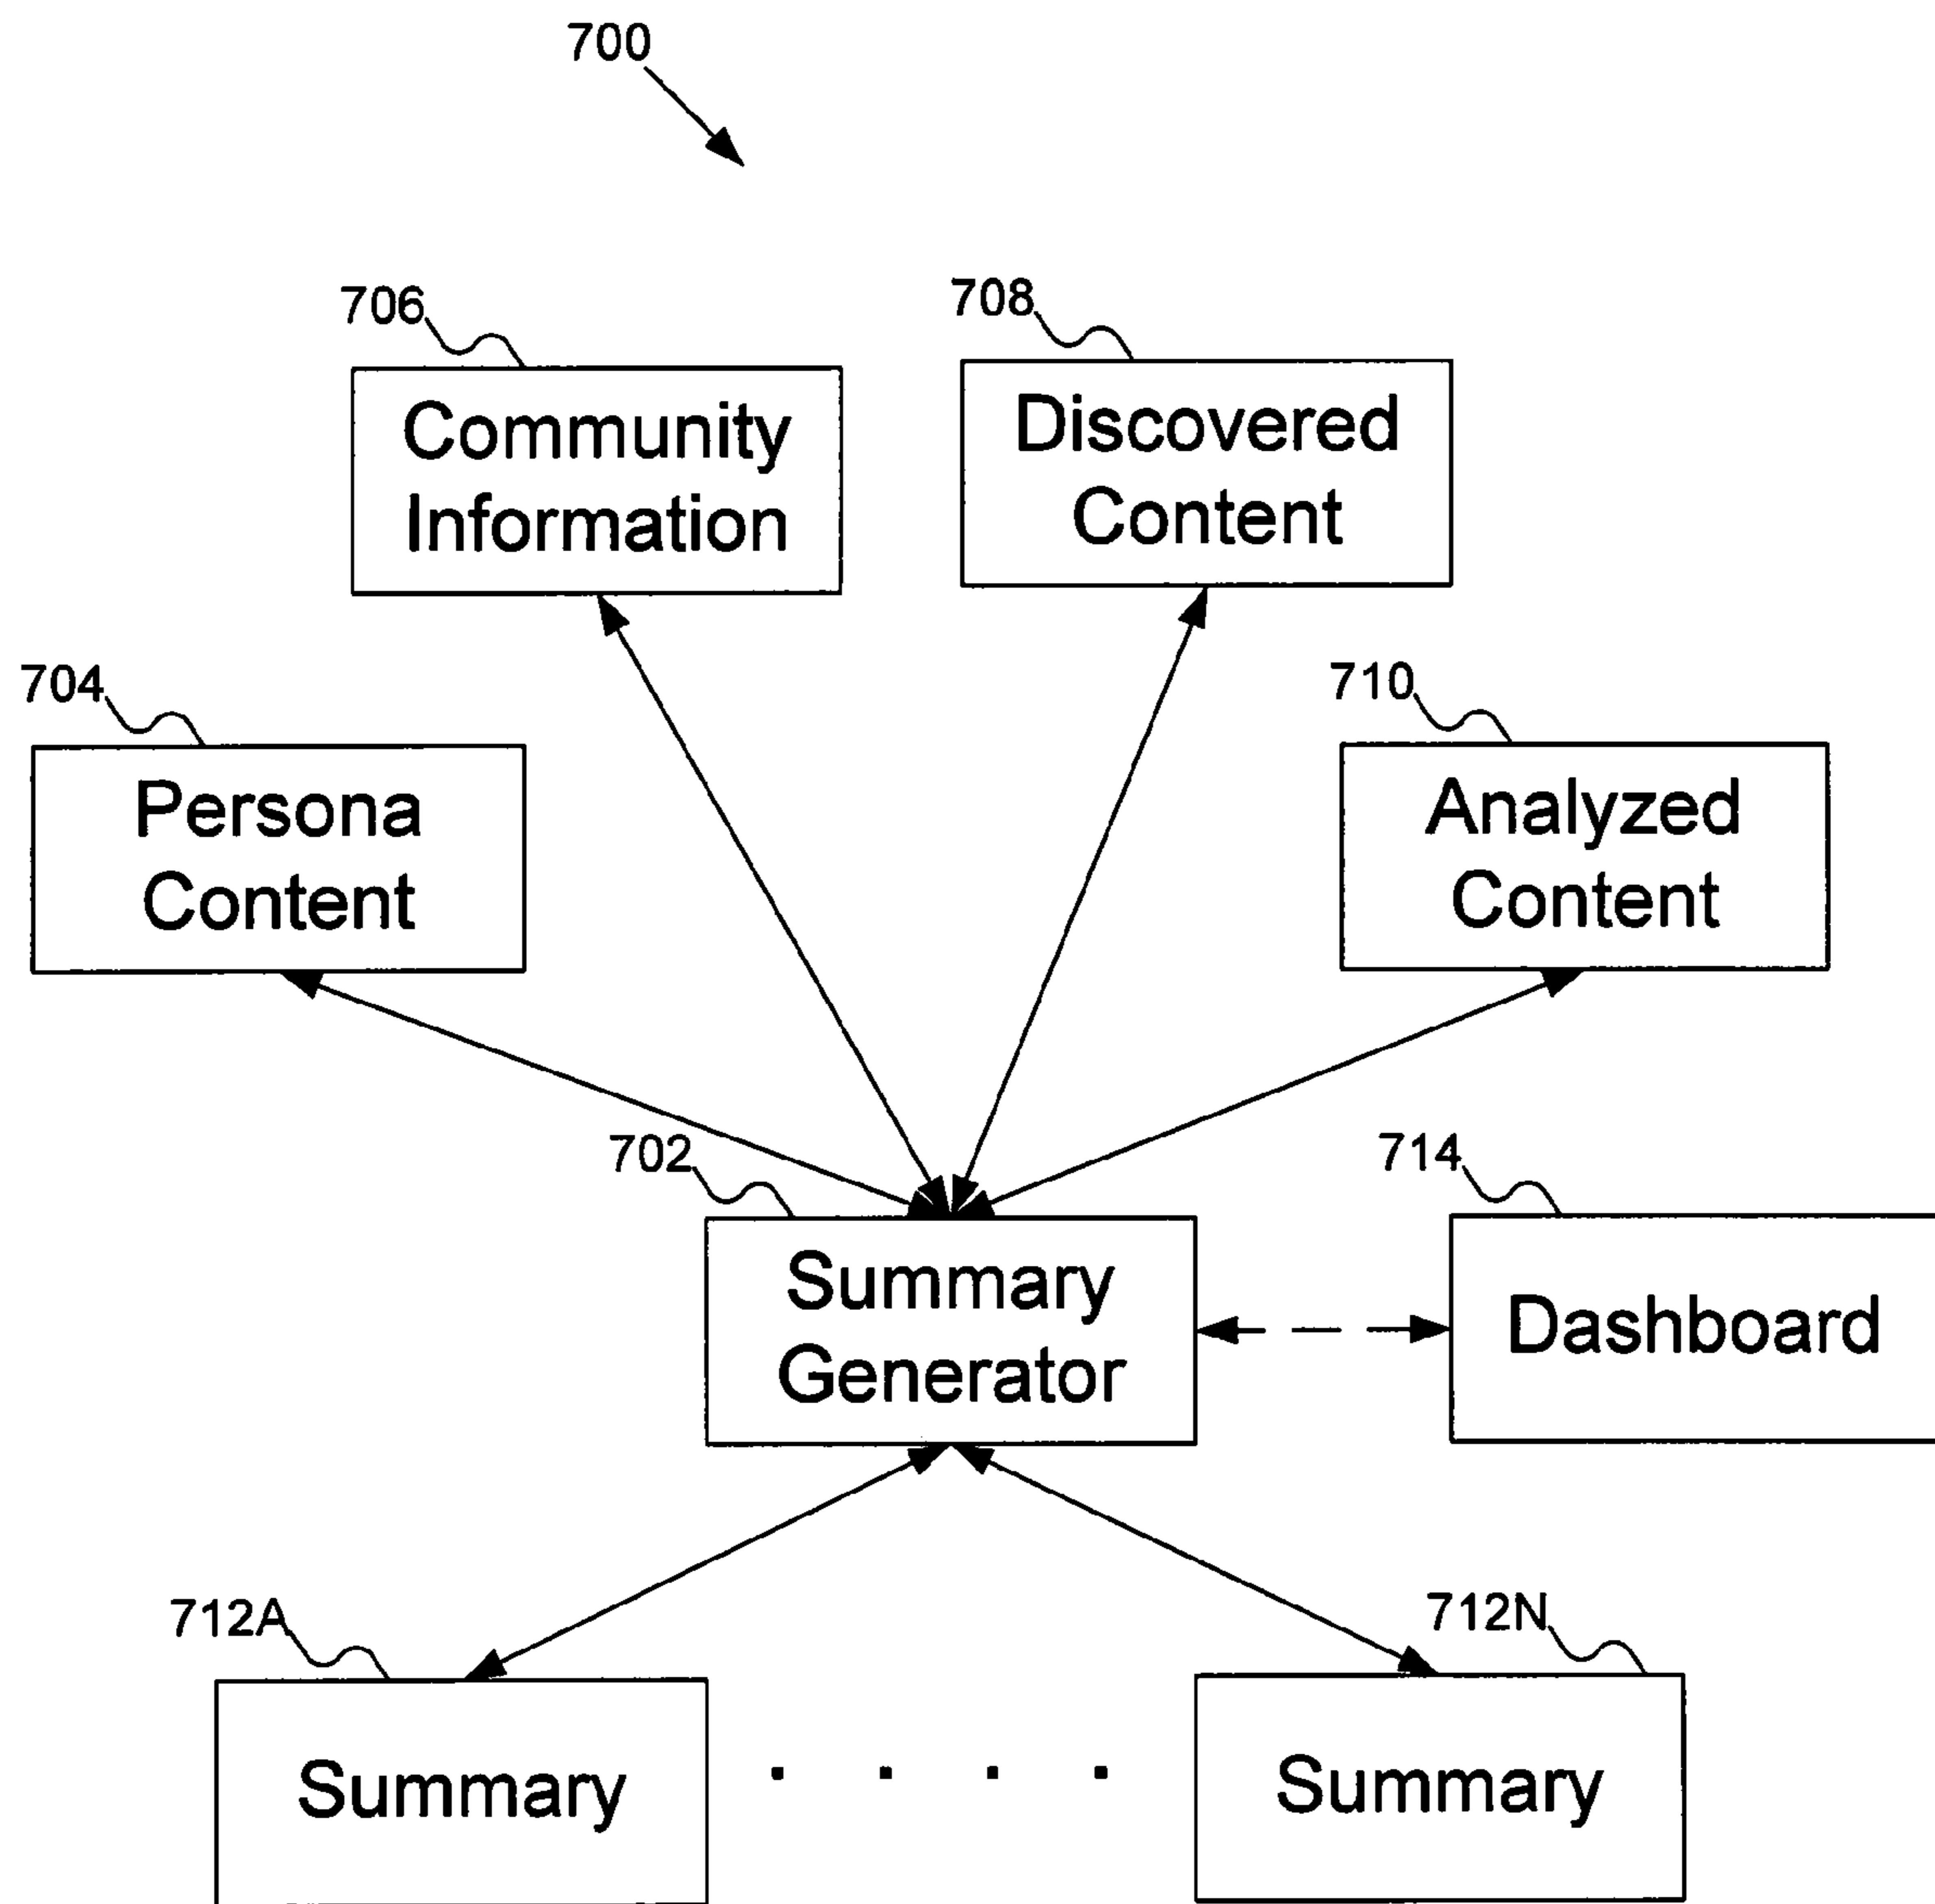 700
706
708
Community
Information
Discovered
Content
704
710
Persona
Content
Analyzed
Content
702
714
Summary
Generator
Dashboard
712A
712N
Summary
Summary